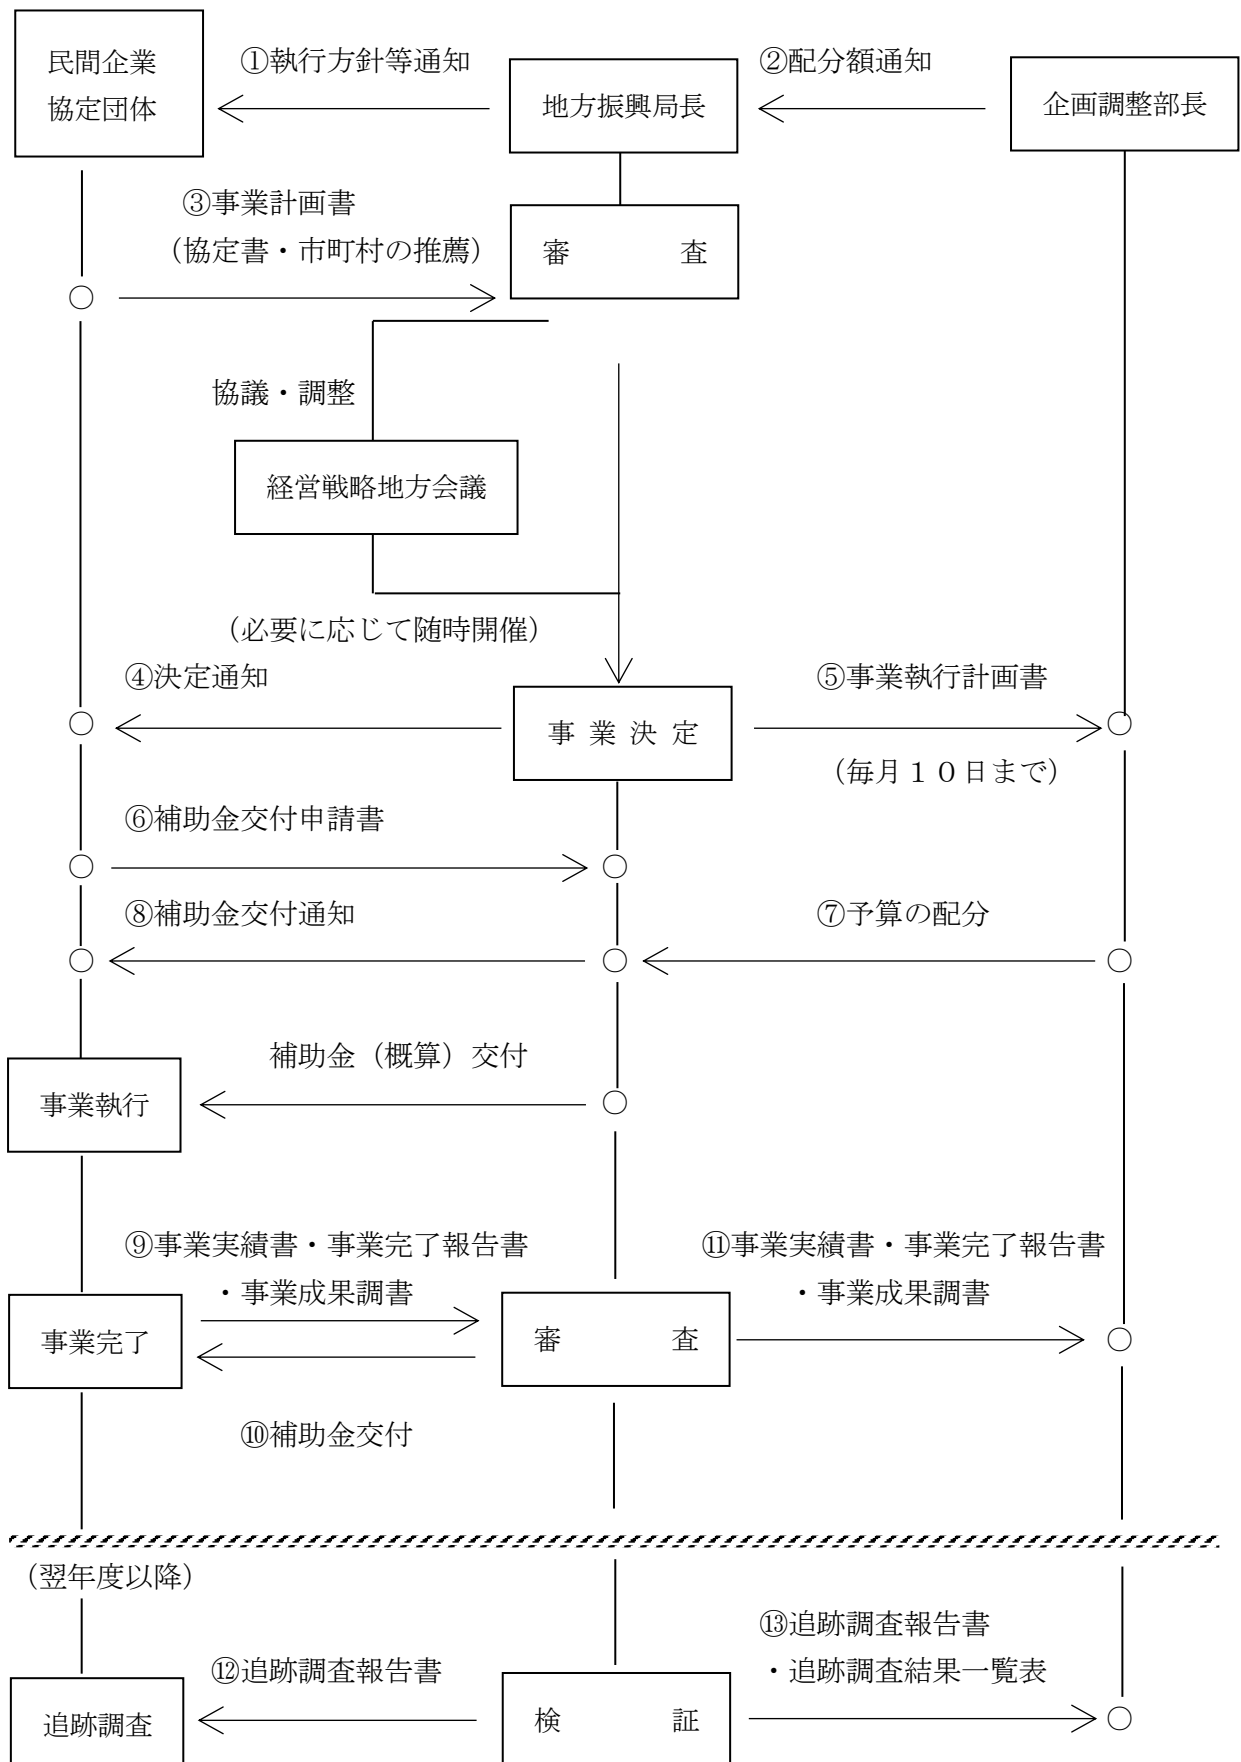 民間企業
協定団体
①執行方針等通知
地方振興局長
②配分額通知
企画調整部長
③事業計画書
(協定書・市町村の推薦)
審　　　　査
協議・調整
経営戦略地方会議
(必要に応じて随時開催)
④決定通知
事 業 決 定
⑤事業執行計画書
(毎月１０日まで)
⑥補助金交付申請書
⑧補助金交付通知
⑦予算の配分
補助金（概算）交付
事業執行
⑨事業実績書・事業完了報告書
・事業成果調書
⑪事業実績書・事業完了報告書
・事業成果調書
事業完了
審　　　　査
⑩補助金交付
(翌年度以降)
⑫追跡調査報告書
⑬追跡調査報告書
・追跡調査結果一覧表
追跡調査
検　　　　証